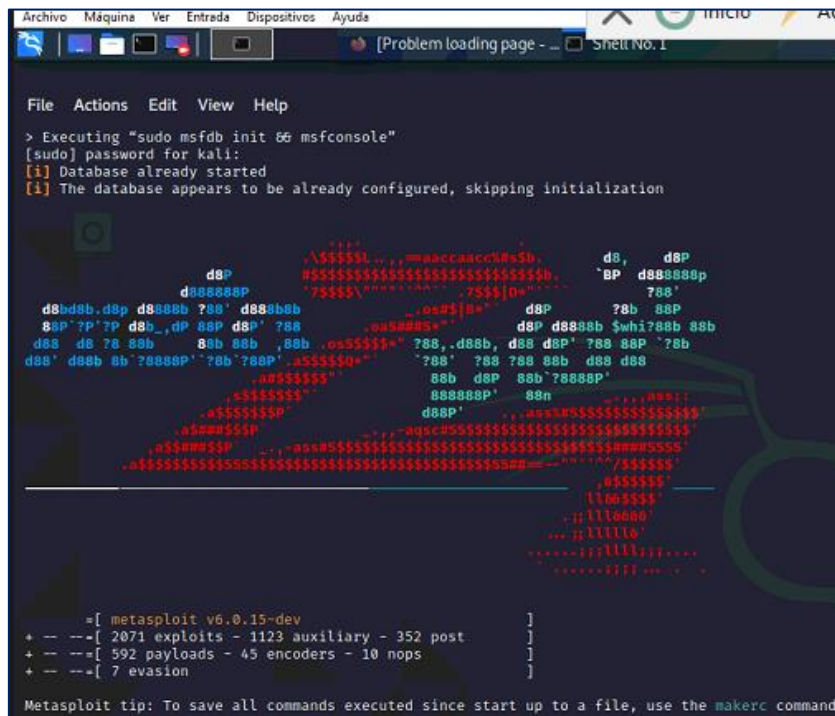 Archivo Máquina Ver Entrada Dispositivos Ayuda
Inicio
[Problem loading page - ... Shell No. 1
File Actions Edit View Help
> Executing "sudo msfdb init && msfconsole"
[sudo] password for kali:
[i] Database already started
[i] The database appears to be already configured, skipping initialization
=[ metasploit v6.0.15-dev ]
+ -- --=[ 2071 exploits - 1123 auxiliary - 352 post ]
+ -- --=[ 592 payloads - 45 encoders - 10 nops ]
+ -- --=[ 7 evasion ]
Metasploit tip: To save all commands executed since start up to a file, use the makerc command